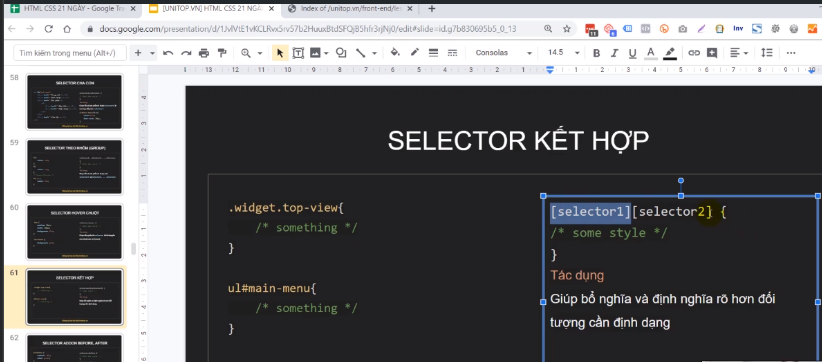 HTML CSS 21 NGÀY - Google Tra
[UNITOP.VN] HTML CSS 21 NGÀ
Index of /unitop.vn/front-end/le
docs.google.com/presentation/d/1JvlVtE1vKCLRvx5rv57b2HuuxBtdSFQjB5hfr3rjNj0/edit#slide=id.g7b830695b5_0_13
Tìm kiếm trong menu (Alt+/)
Consolas
14.5
B I U A
58
SELECTOR CHA CON
59
SELECTOR THEO NHÓM (GROUP)
60
SELECTOR HOVER CHUỘT
61
SELECTOR KẾT HỢP
62
SELECTOR ADDON BEFORE, AFTER
SELECTOR KẾT HỢP
.widget.top-view{
/* something */
}
ul#main-menu{
/* something */
}
[selector1][selector2] {
/* some style */
}
Tác dụng
Giúp bổ nghĩa và định nghĩa rõ hơn đối
tượng cần định dạng